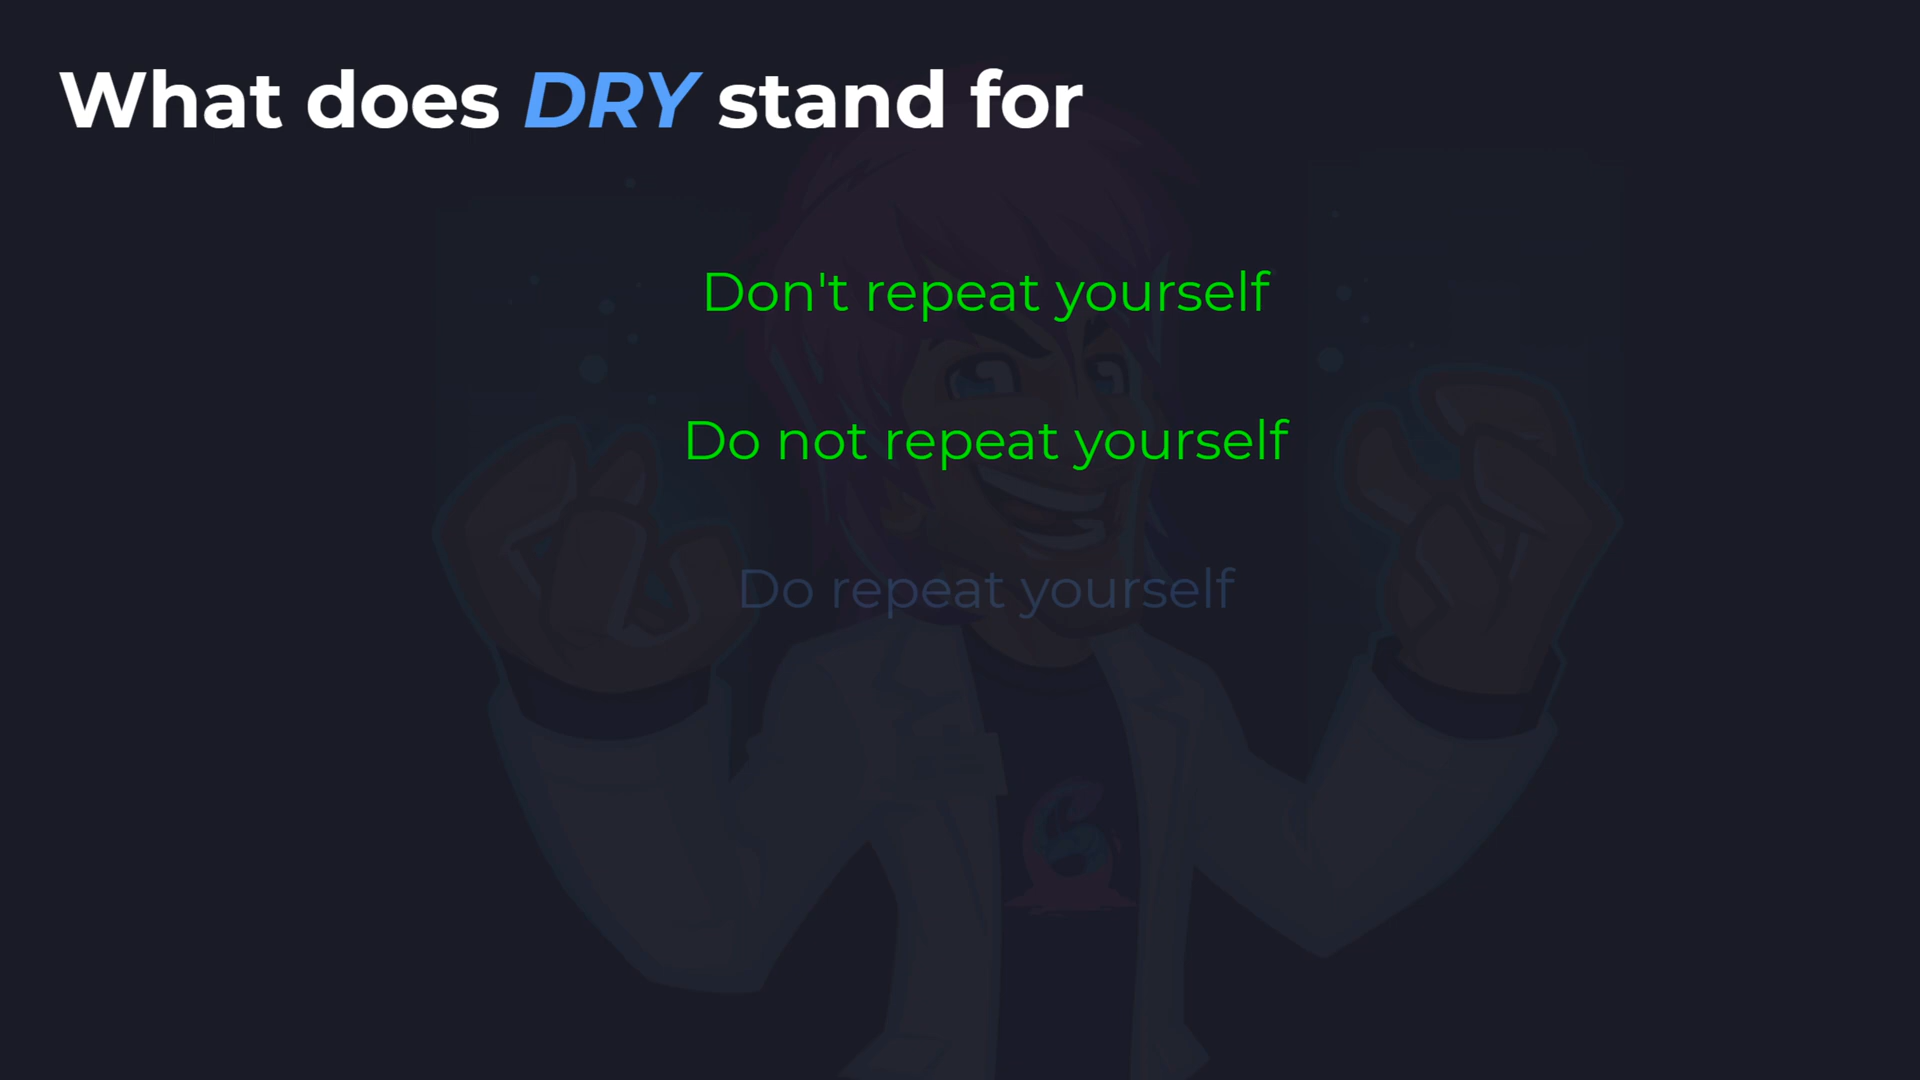 What does DRY stand for
Don't repeat yourself
Do not repeat yourself
Do repeat yourself